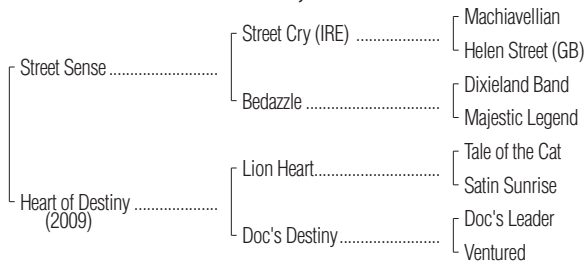 Machiavellian
Street Cry (IRE) ....................
Helen Street (GB)
Street Sense ..........................
Dixieland Band
Bedazzle ................................
Majestic Legend
Tale of the Cat
Lion Heart..............................
Satin Sunrise
Heart of Destiny ....................
(2009)
Doc's Leader
Doc's Destiny........................
Ventured